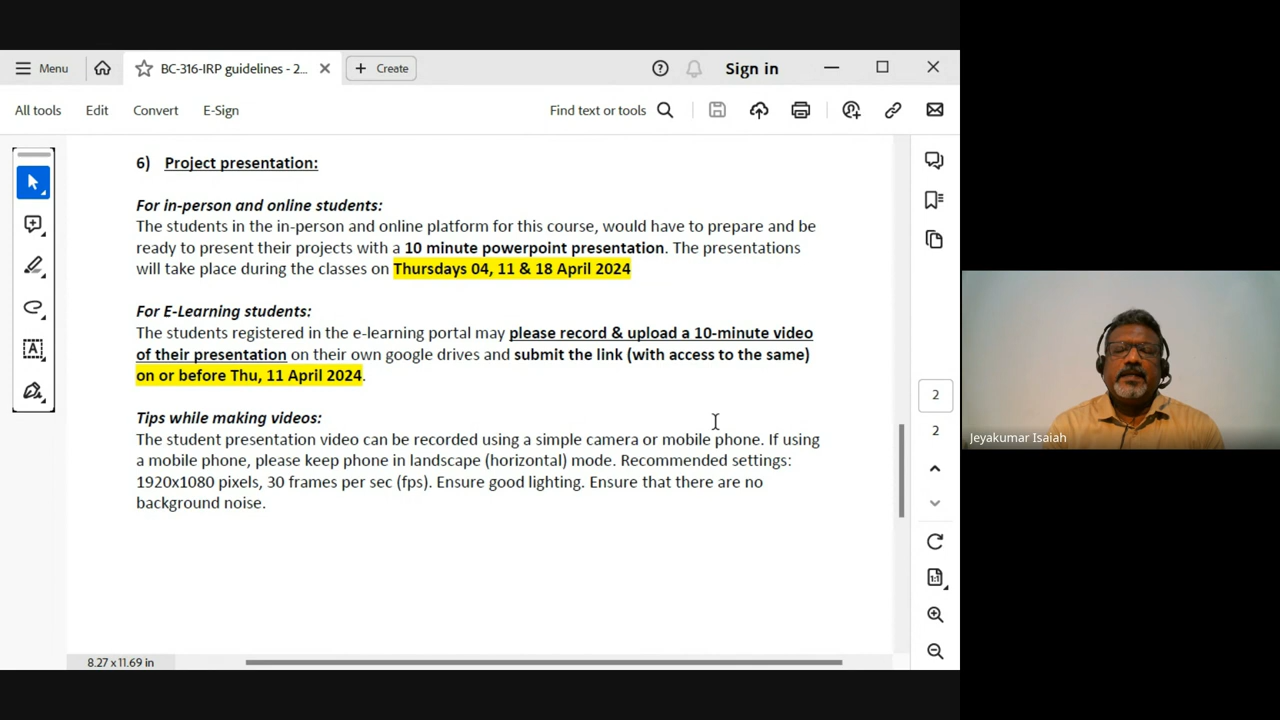 Menu
BC-316-IRP guidelines - 2...
Create
Sign in
All tools
Edit
Convert
E-Sign
Find text or tools
6) Project presentation:
For in-person and online students:
The students in the in-person and online platform for this course, would have to prepare and be
ready to present their projects with a 10 minute powerpoint presentation. The presentations
will take place during the classes on Thursdays 04, 11 & 18 April 2024
For E-Learning students:
The students registered in the e-learning portal may please record & upload a 10-minute video
of their presentation on their own google drives and submit the link (with access to the same)
on or before Thu, 11 April 2024.
Tips while making videos:
The student presentation video can be recorded using a simple camera or mobile phone. If using
a mobile phone, please keep phone in landscape (horizontal) mode. Recommended settings:
1920x1080 pixels, 30 frames per sec (fps). Ensure good lighting. Ensure that there are no
background noise.
2
2
1:1
8.27 x 11.69 in
Jeyakumar Isaiah